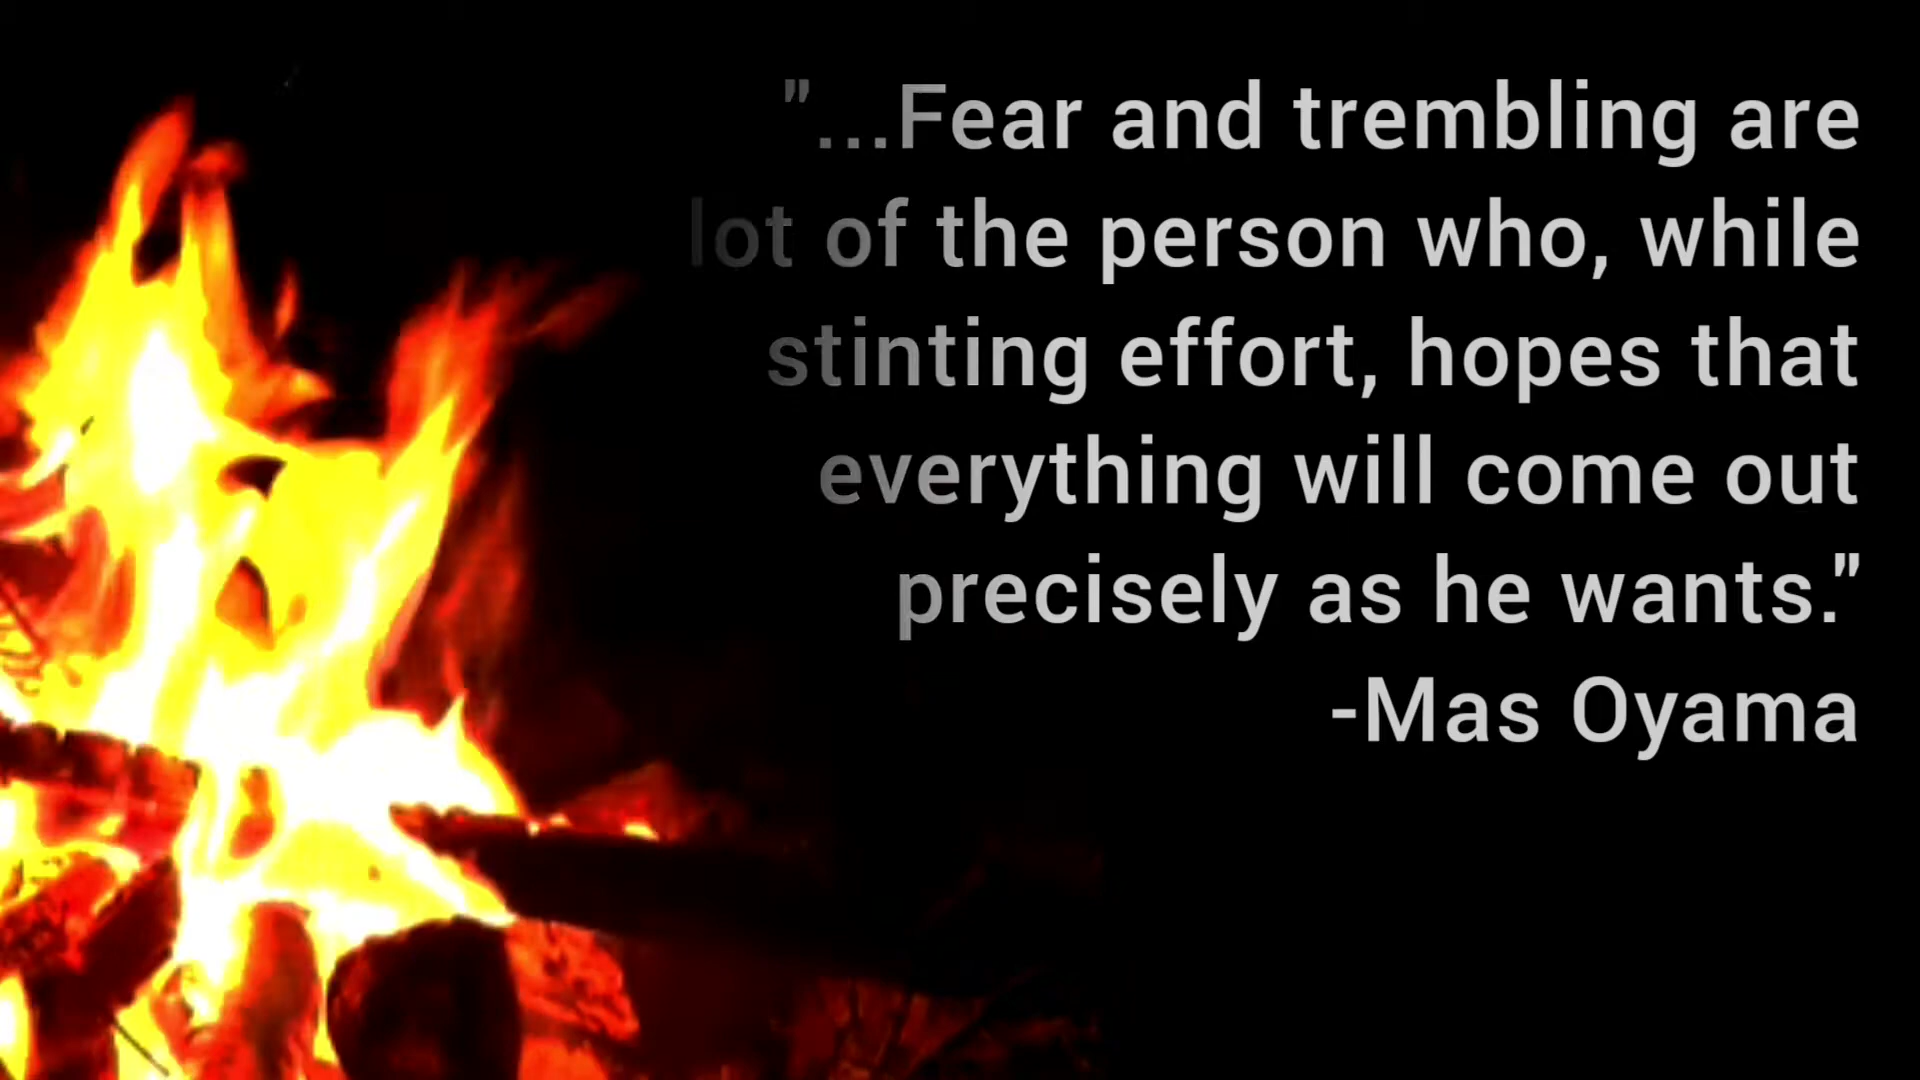 "...Fear and trembling are
lot of the person who, while
stinting effort, hopes that
everything will come out
precisely as he wants."
-Mas Oyama